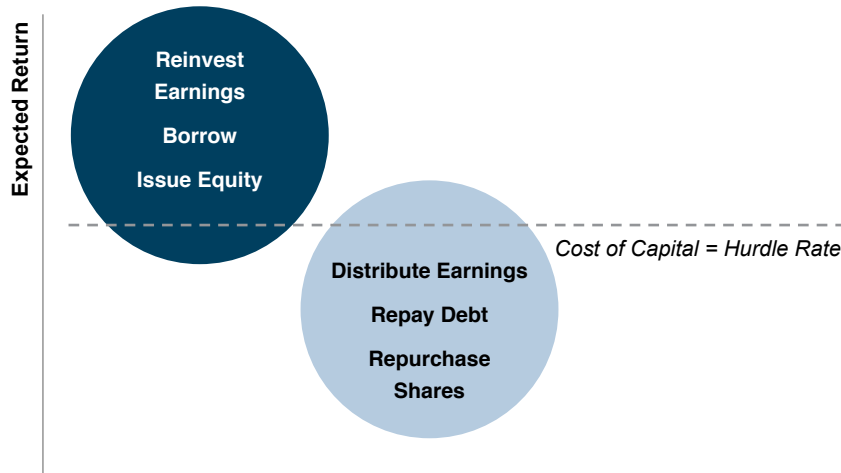 Expected Return
Reinvest
Earnings
Borrow
Issue Equity
Cost of Capital = Hurdle Rate
Distribute Earnings
Repay Debt
Repurchase
Shares